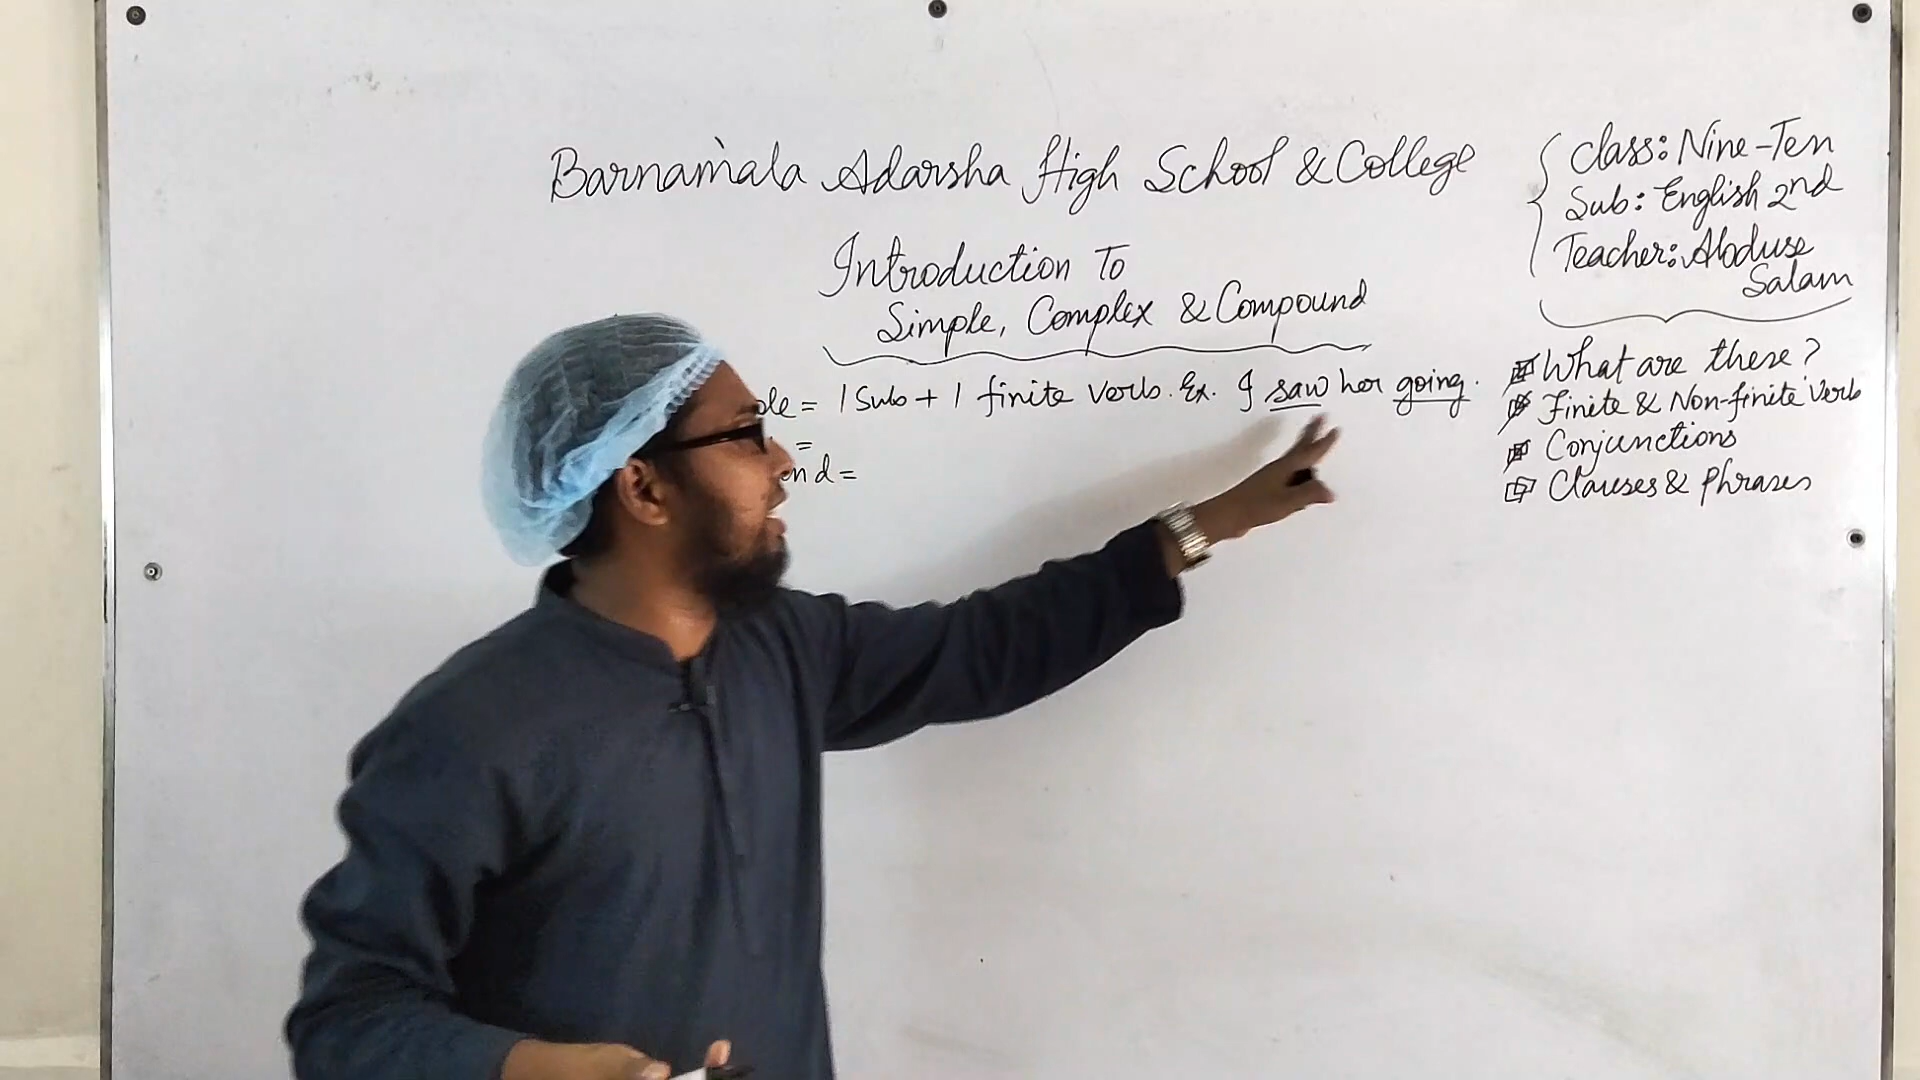 Barnamala Adarsha High School & College
Introduction To
Simple, Complex & Compound
ple = 1 Sub + 1 finite verb. Ex. I saw her going.
=
nd =
Class: Nine-Ten
Sub: English 2nd
Teacher: Abduse
Salam
What are these?
Finite & Non-finite verb
Conjunctions
Clauses & Phrases